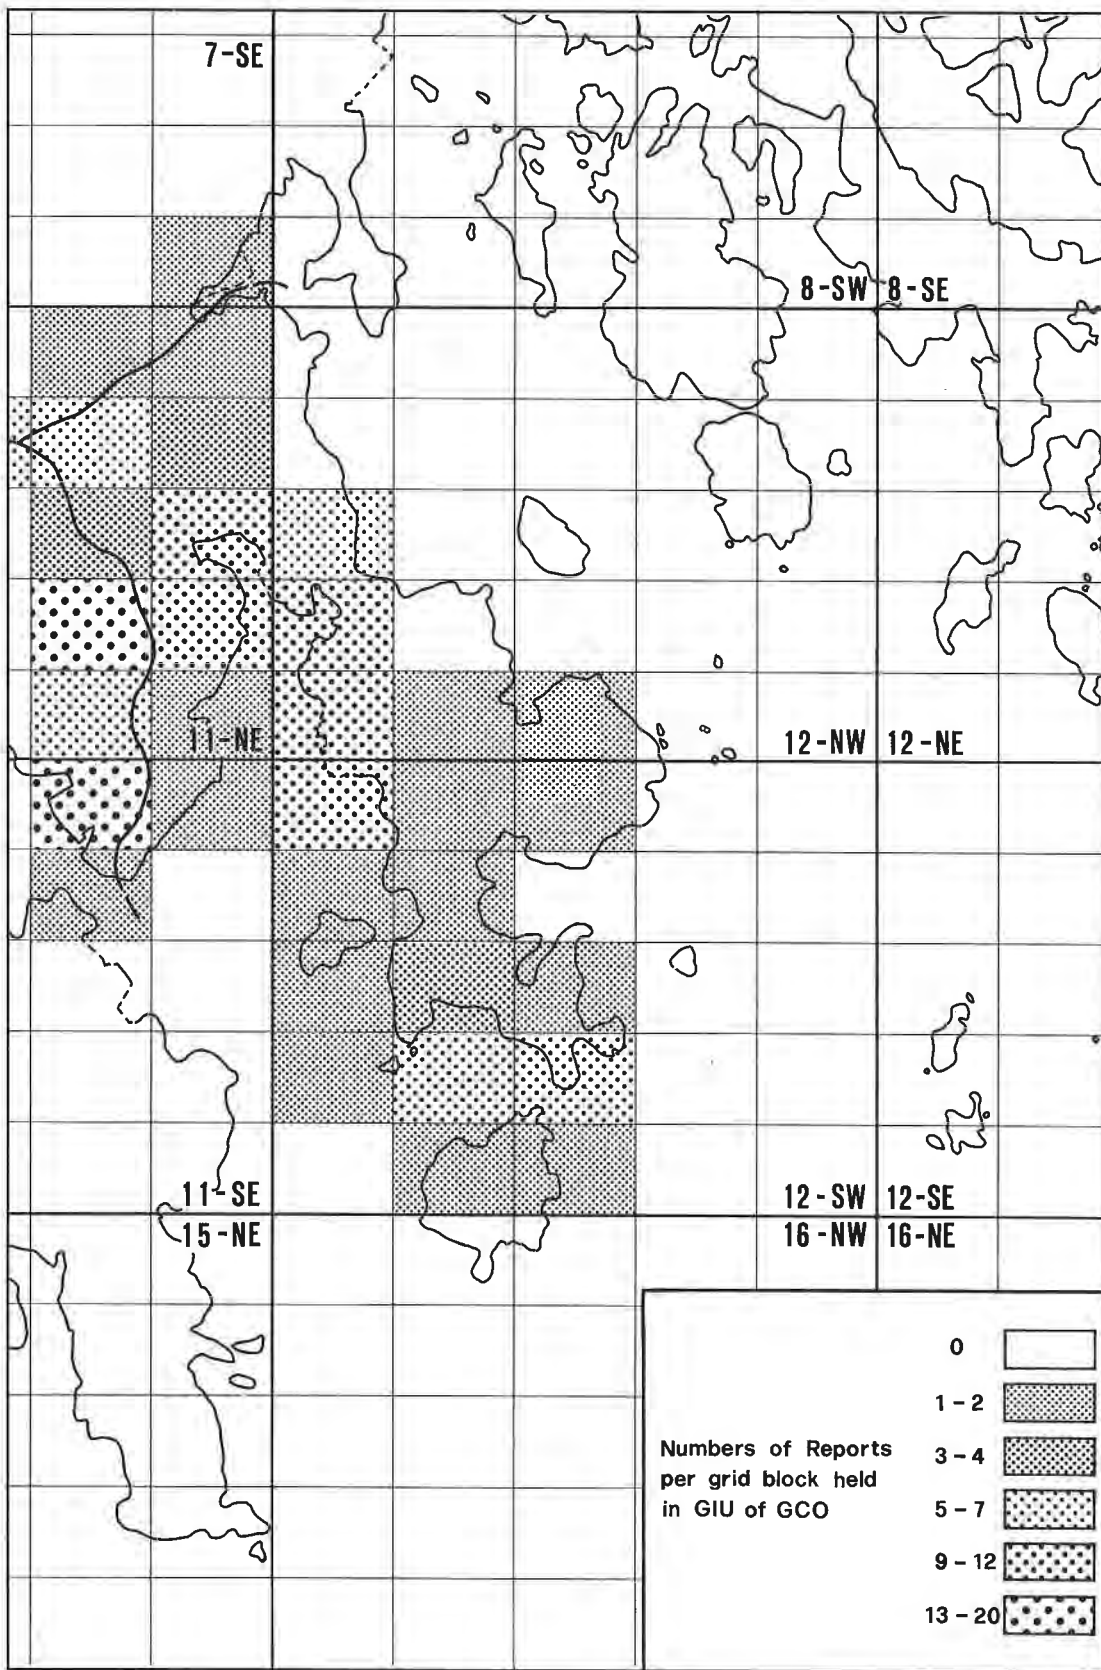 7-SE
8-SW 8-SE
11-NE
12-NW 12-NE
11-SE
12-SW 12-SE
15-NE
16-NW 16-NE
0
1-2
Numbers of Reports
3-4
per grid block held
in GIU of GCO
5-7
9-12
13-20